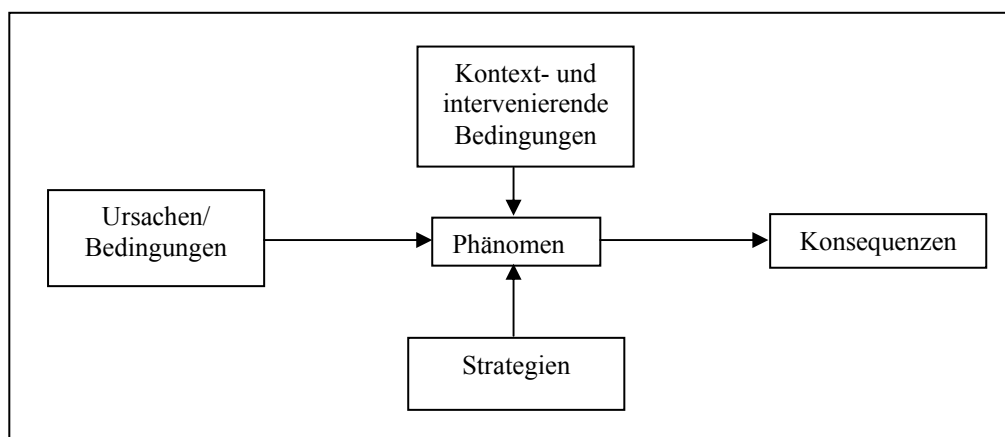 Kontext- und
intervenierende
Bedingungen
Ursachen/
Bedingungen
Phänomen
Konsequenzen
Strategien